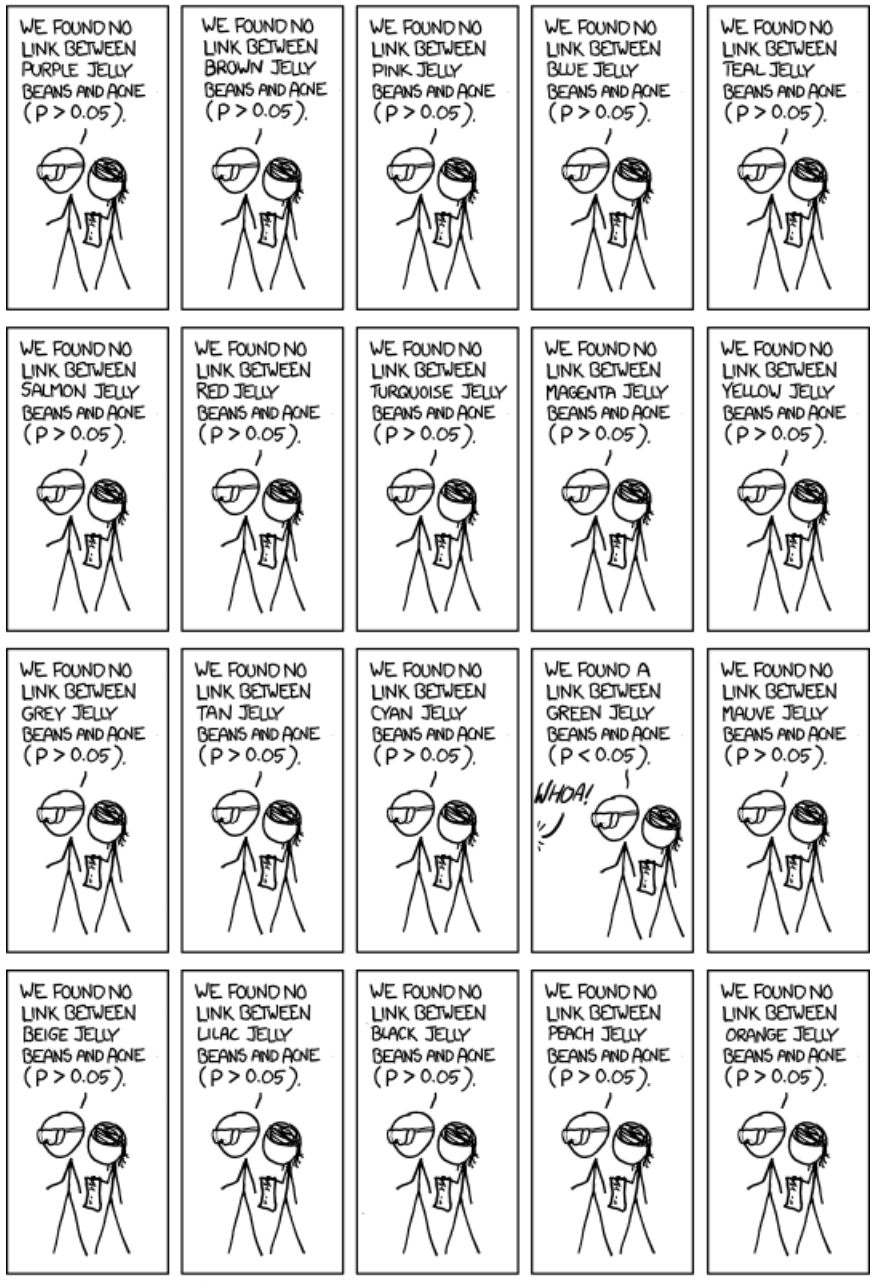 WE FOUND NO
LINK BETWEEN
PURPLE JELLY
BEANS AND ACNE
(P > 0.05).
WE FOUND NO
LINK BETWEEN
BROWN JELLY
BEANS AND ACNE
(P > 0.05).
WE FOUND NO
LINK BETWEEN
PINK JELLY
BEANS AND ACNE
(P > 0.05).
WE FOUND NO
LINK BETWEEN
BLUE JELLY
BEANS AND ACNE
(P > 0.05).
WE FOUND NO
LINK BETWEEN
TEAL JELLY
BEANS AND ACNE
(P > 0.05).
WE FOUND NO
LINK BETWEEN
SALMON JELLY
BEANS AND ACNE
(P > 0.05).
WE FOUND NO
LINK BETWEEN
RED JELLY
BEANS AND ACNE
(P > 0.05).
WE FOUND NO
LINK BETWEEN
TURQUOISE JELLY
BEANS AND ACNE
(P > 0.05).
WE FOUND NO
LINK BETWEEN
MAGENTA JELLY
BEANS AND ACNE
(P > 0.05).
WE FOUND NO
LINK BETWEEN
YELLOW JELLY
BEANS AND ACNE
(P > 0.05).
WE FOUND NO
LINK BETWEEN
GREY JELLY
BEANS AND ACNE
(P > 0.05).
WE FOUND NO
LINK BETWEEN
TAN JELLY
BEANS AND ACNE
(P > 0.05).
WE FOUND NO
LINK BETWEEN
CYAN JELLY
BEANS AND ACNE
(P > 0.05).
WE FOUND A
LINK BETWEEN
GREEN JELLY
BEANS AND ACNE
(P < 0.05).
WHOA!
WE FOUND NO
LINK BETWEEN
MAUVE JELLY
BEANS AND ACNE
(P > 0.05).
WE FOUND NO
LINK BETWEEN
BEIGE JELLY
BEANS AND ACNE
(P > 0.05).
WE FOUND NO
LINK BETWEEN
LILAC JELLY
BEANS AND ACNE
(P > 0.05).
WE FOUND NO
LINK BETWEEN
BLACK JELLY
BEANS AND ACNE
(P > 0.05).
WE FOUND NO
LINK BETWEEN
PEACH JELLY
BEANS AND ACNE
(P > 0.05).
WE FOUND NO
LINK BETWEEN
ORANGE JELLY
BEANS AND ACNE
(P > 0.05).